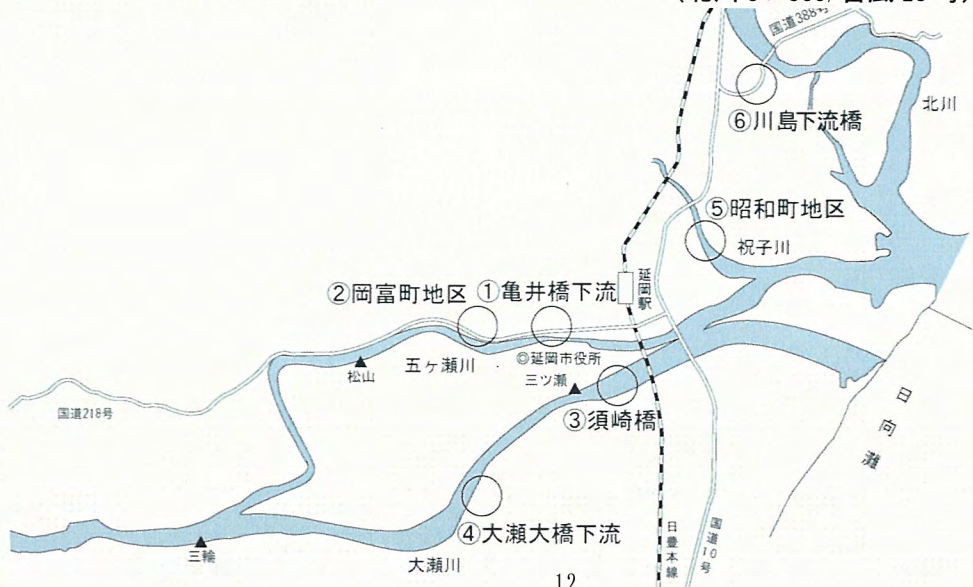 国道388号
北川
⑥川島下流橋
⑤昭和町地区
祝子川
延岡駅
②岡富町地区
①亀井橋下流
◎延岡市役所
五ヶ瀬川
松山
三ツ瀬
国道218号
③須崎橋
日向灘
④大瀬大橋下流
三輪
大瀬川
日豊本線
国道10号
12